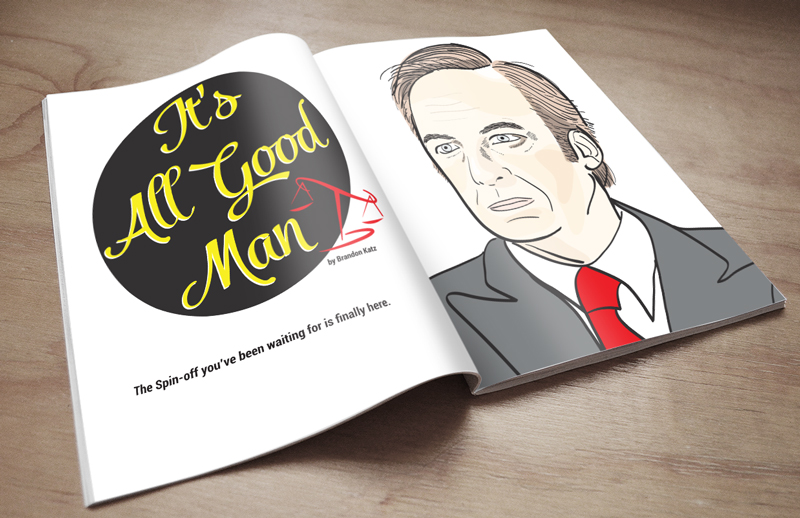 It's
All Good
Man
by Brandon Katz
The Spin-off you've been waiting for is finally here.